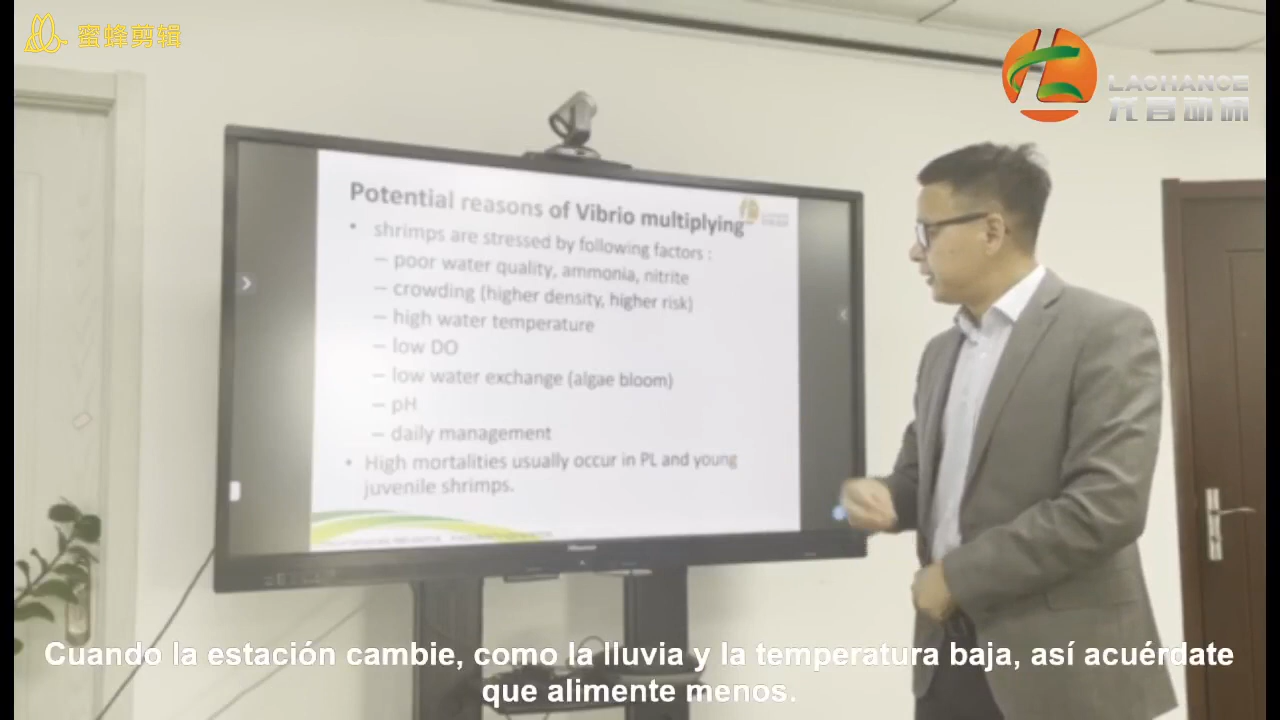 蜜蜂剪辑
LACHANCE
Potential reasons of Vibrio multiplying
• shrimps are stressed by following factors :
– poor water quality, ammonia, nitrite
– crowding (higher density, higher risk)
– high water temperature
– low DO
– low water exchange (algae bloom)
– pH
– daily management
• High mortalities usually occur in PL and young
juvenile shrimps.
Hisense
Cuando la estación cambie, como la lluvia y la temperatura baja, así acuérdate
que alimente menos.